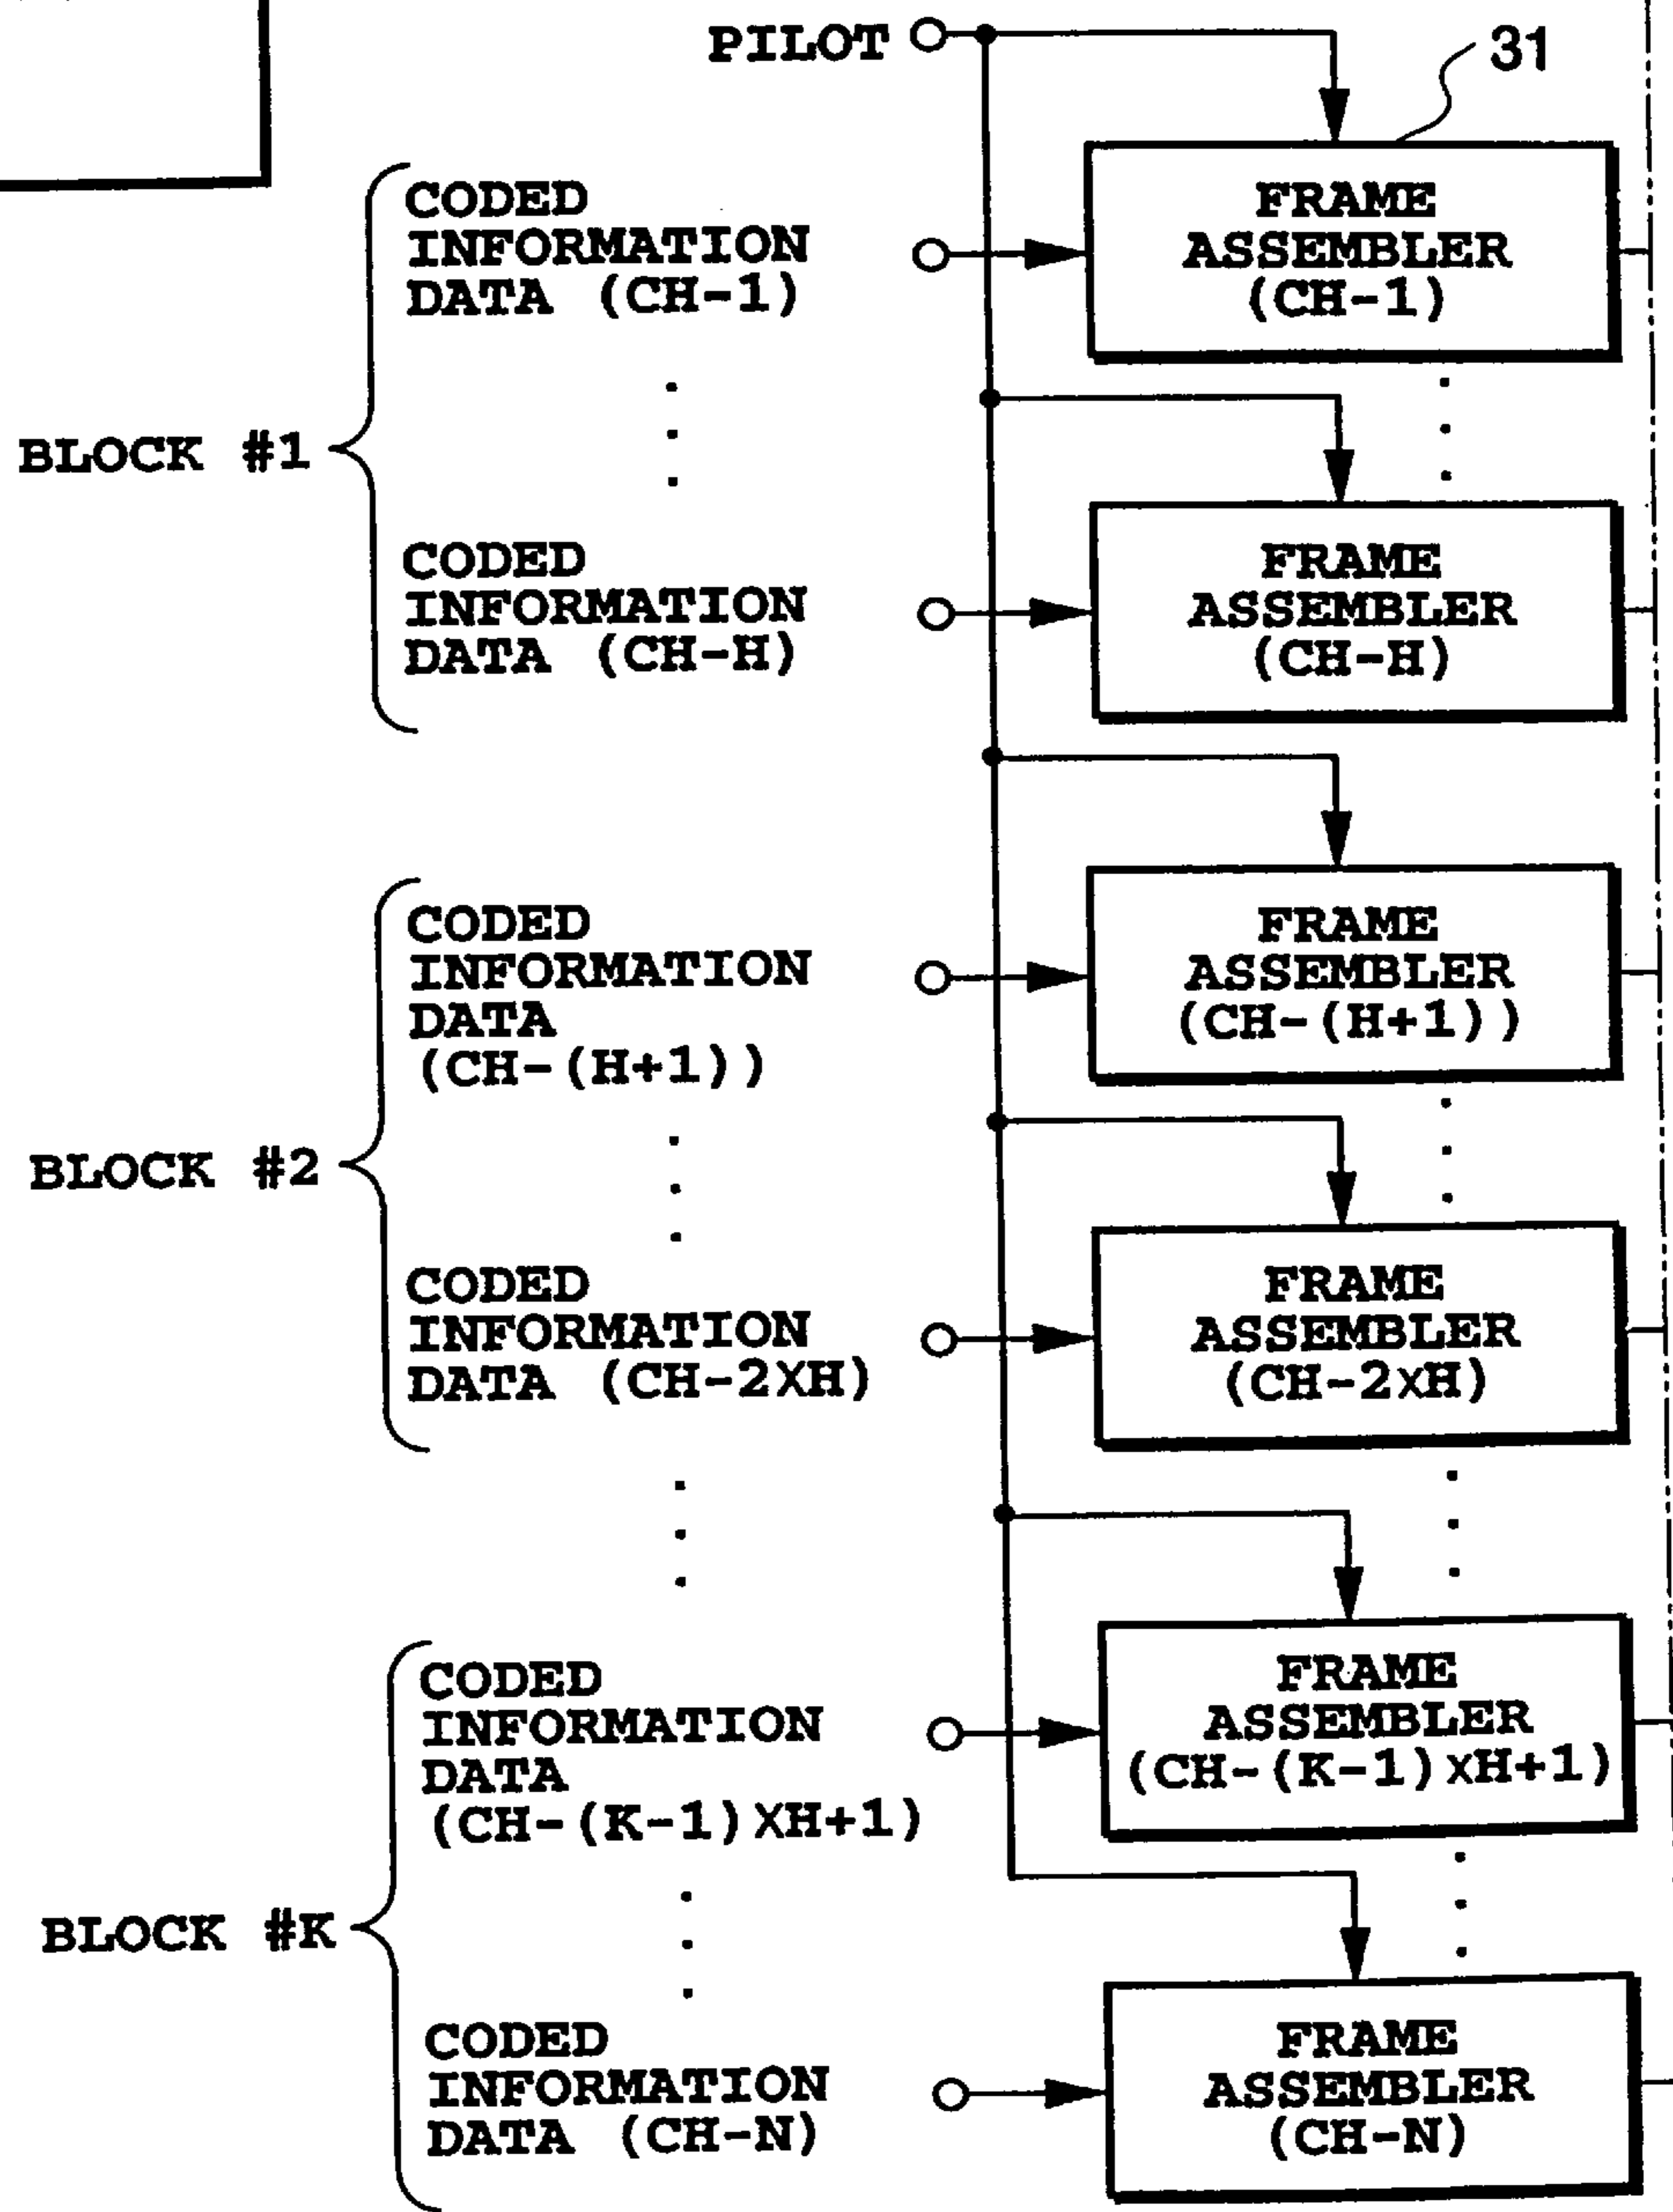 PILOT
31
CODED
INFORMATION
DATA (CH-1)
FRAME
ASSEMBLER
(CH-1)
BLOCK #1
CODED
INFORMATION
DATA (CH-H)
FRAME
ASSEMBLER
(CH-H)
CODED
INFORMATION
DATA
(CH-(H+1))
FRAME
ASSEMBLER
(CH-(H+1))
BLOCK #2
CODED
INFORMATION
DATA (CH-2XH)
FRAME
ASSEMBLER
(CH-2XH)
CODED
INFORMATION
DATA
(CH-(K-1)XH+1)
FRAME
ASSEMBLER
(CH-(K-1)XH+1)
BLOCK #K
CODED
INFORMATION
DATA (CH-N)
FRAME
ASSEMBLER
(CH-N)